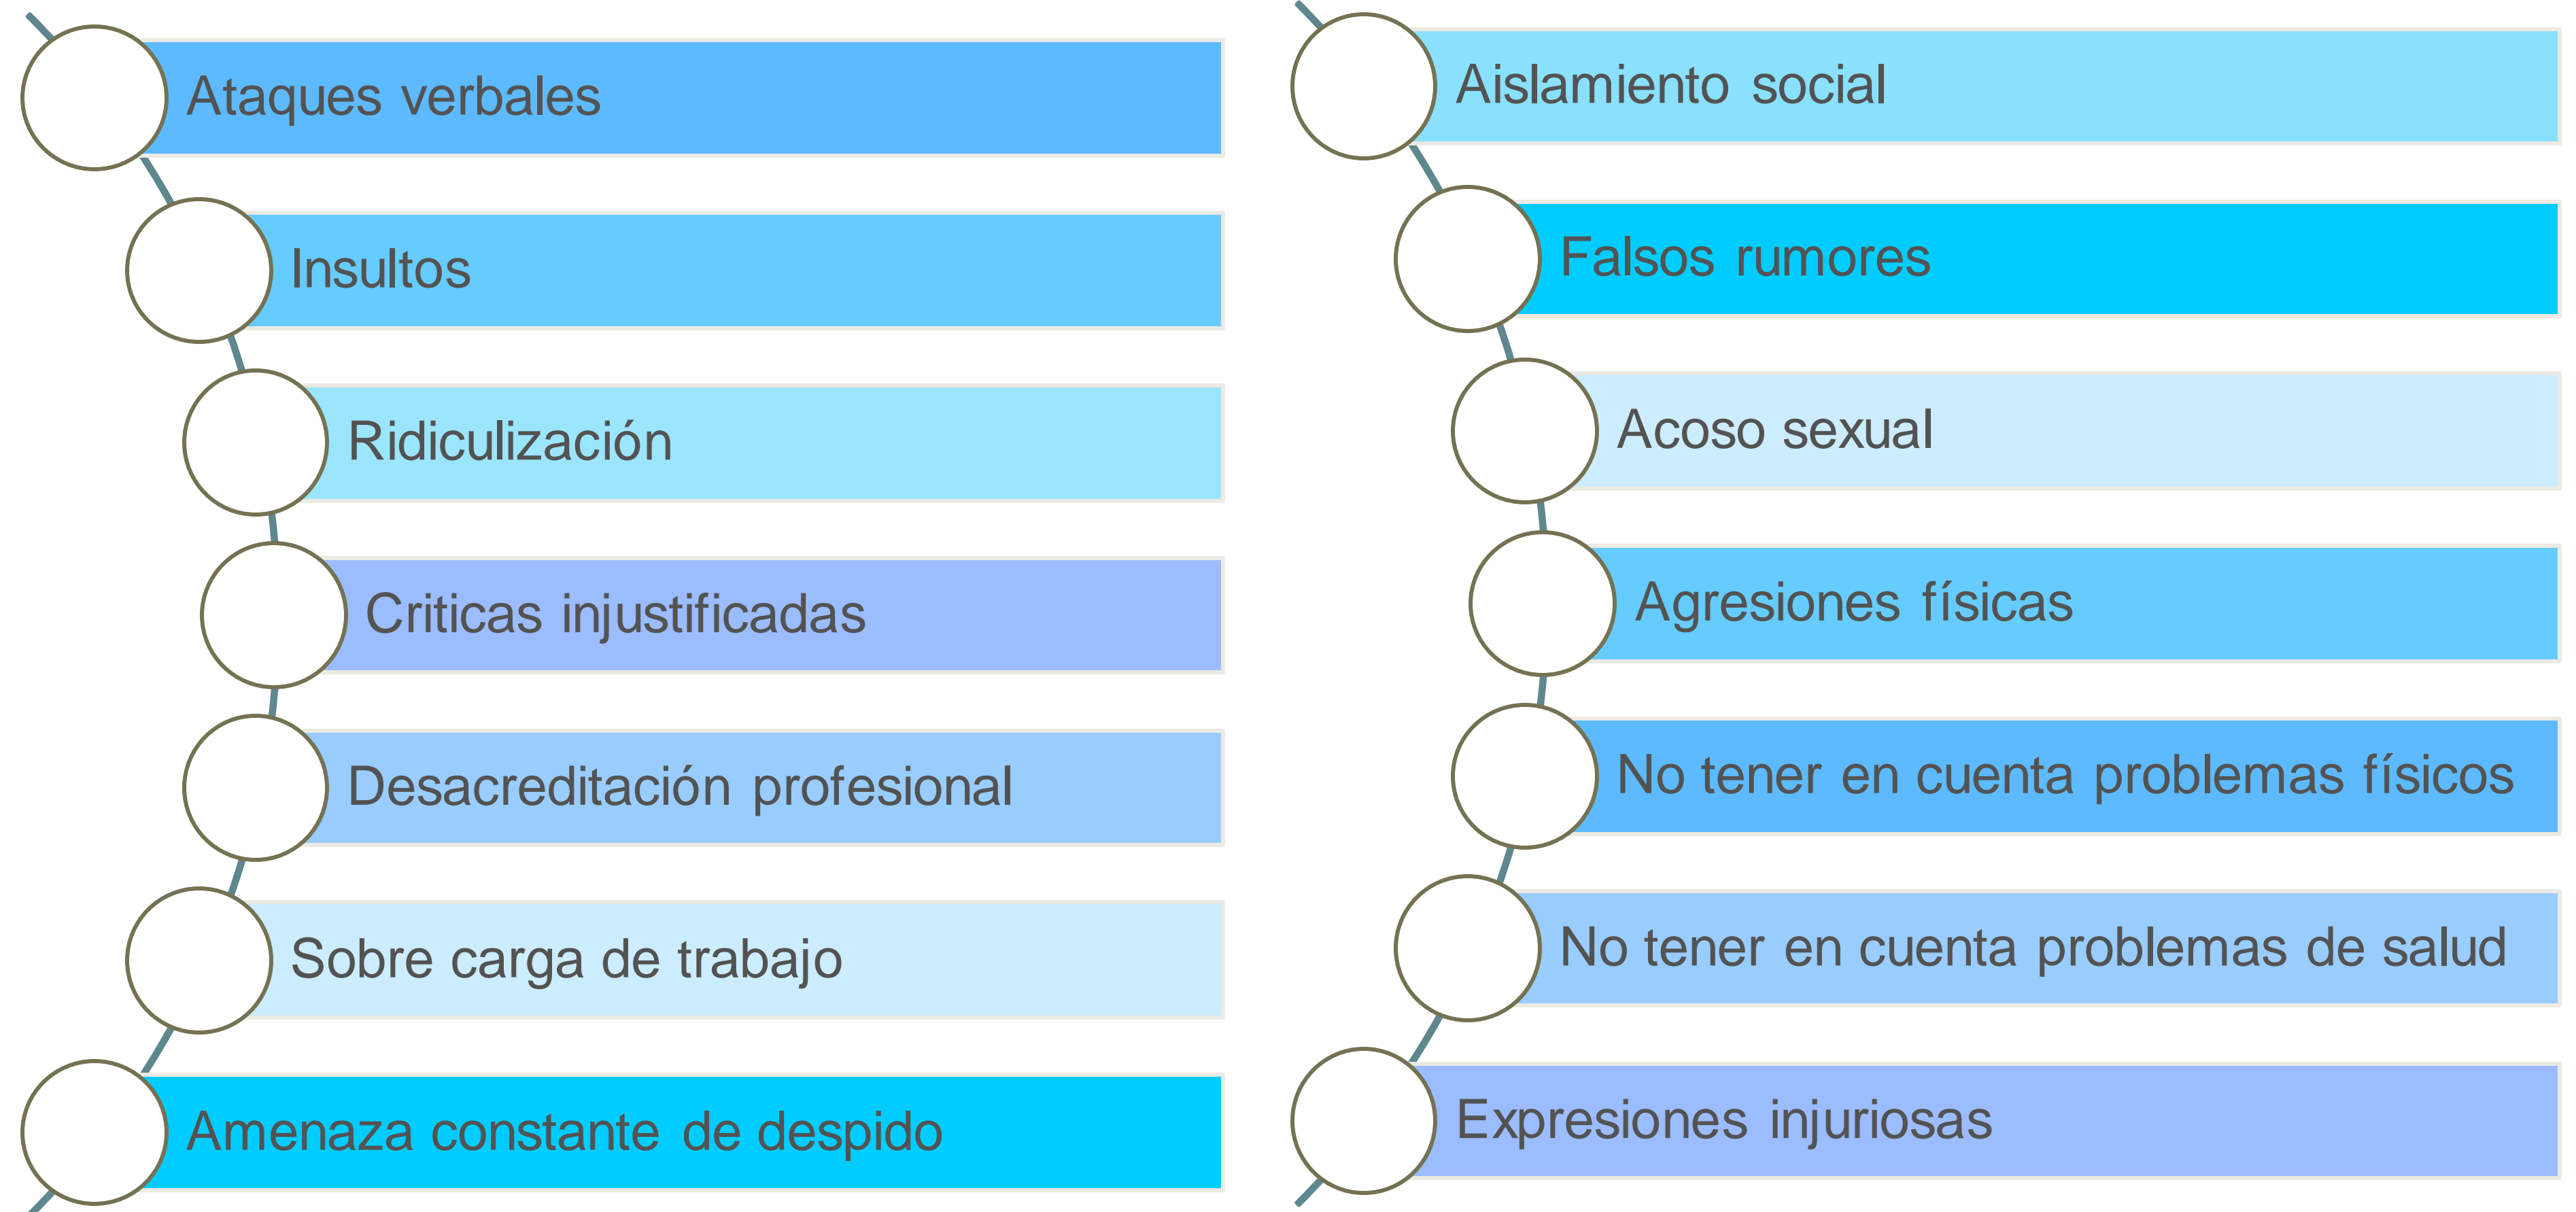 Ataques verbales
Insultos
Ridiculización
Criticas injustificadas
Desacreditación profesional
Sobre carga de trabajo
Amenaza constante de despido
Aislamiento social
Falsos rumores
Acoso sexual
Agresiones físicas
No tener en cuenta problemas físicos
No tener en cuenta problemas de salud
Expresiones injuriosas